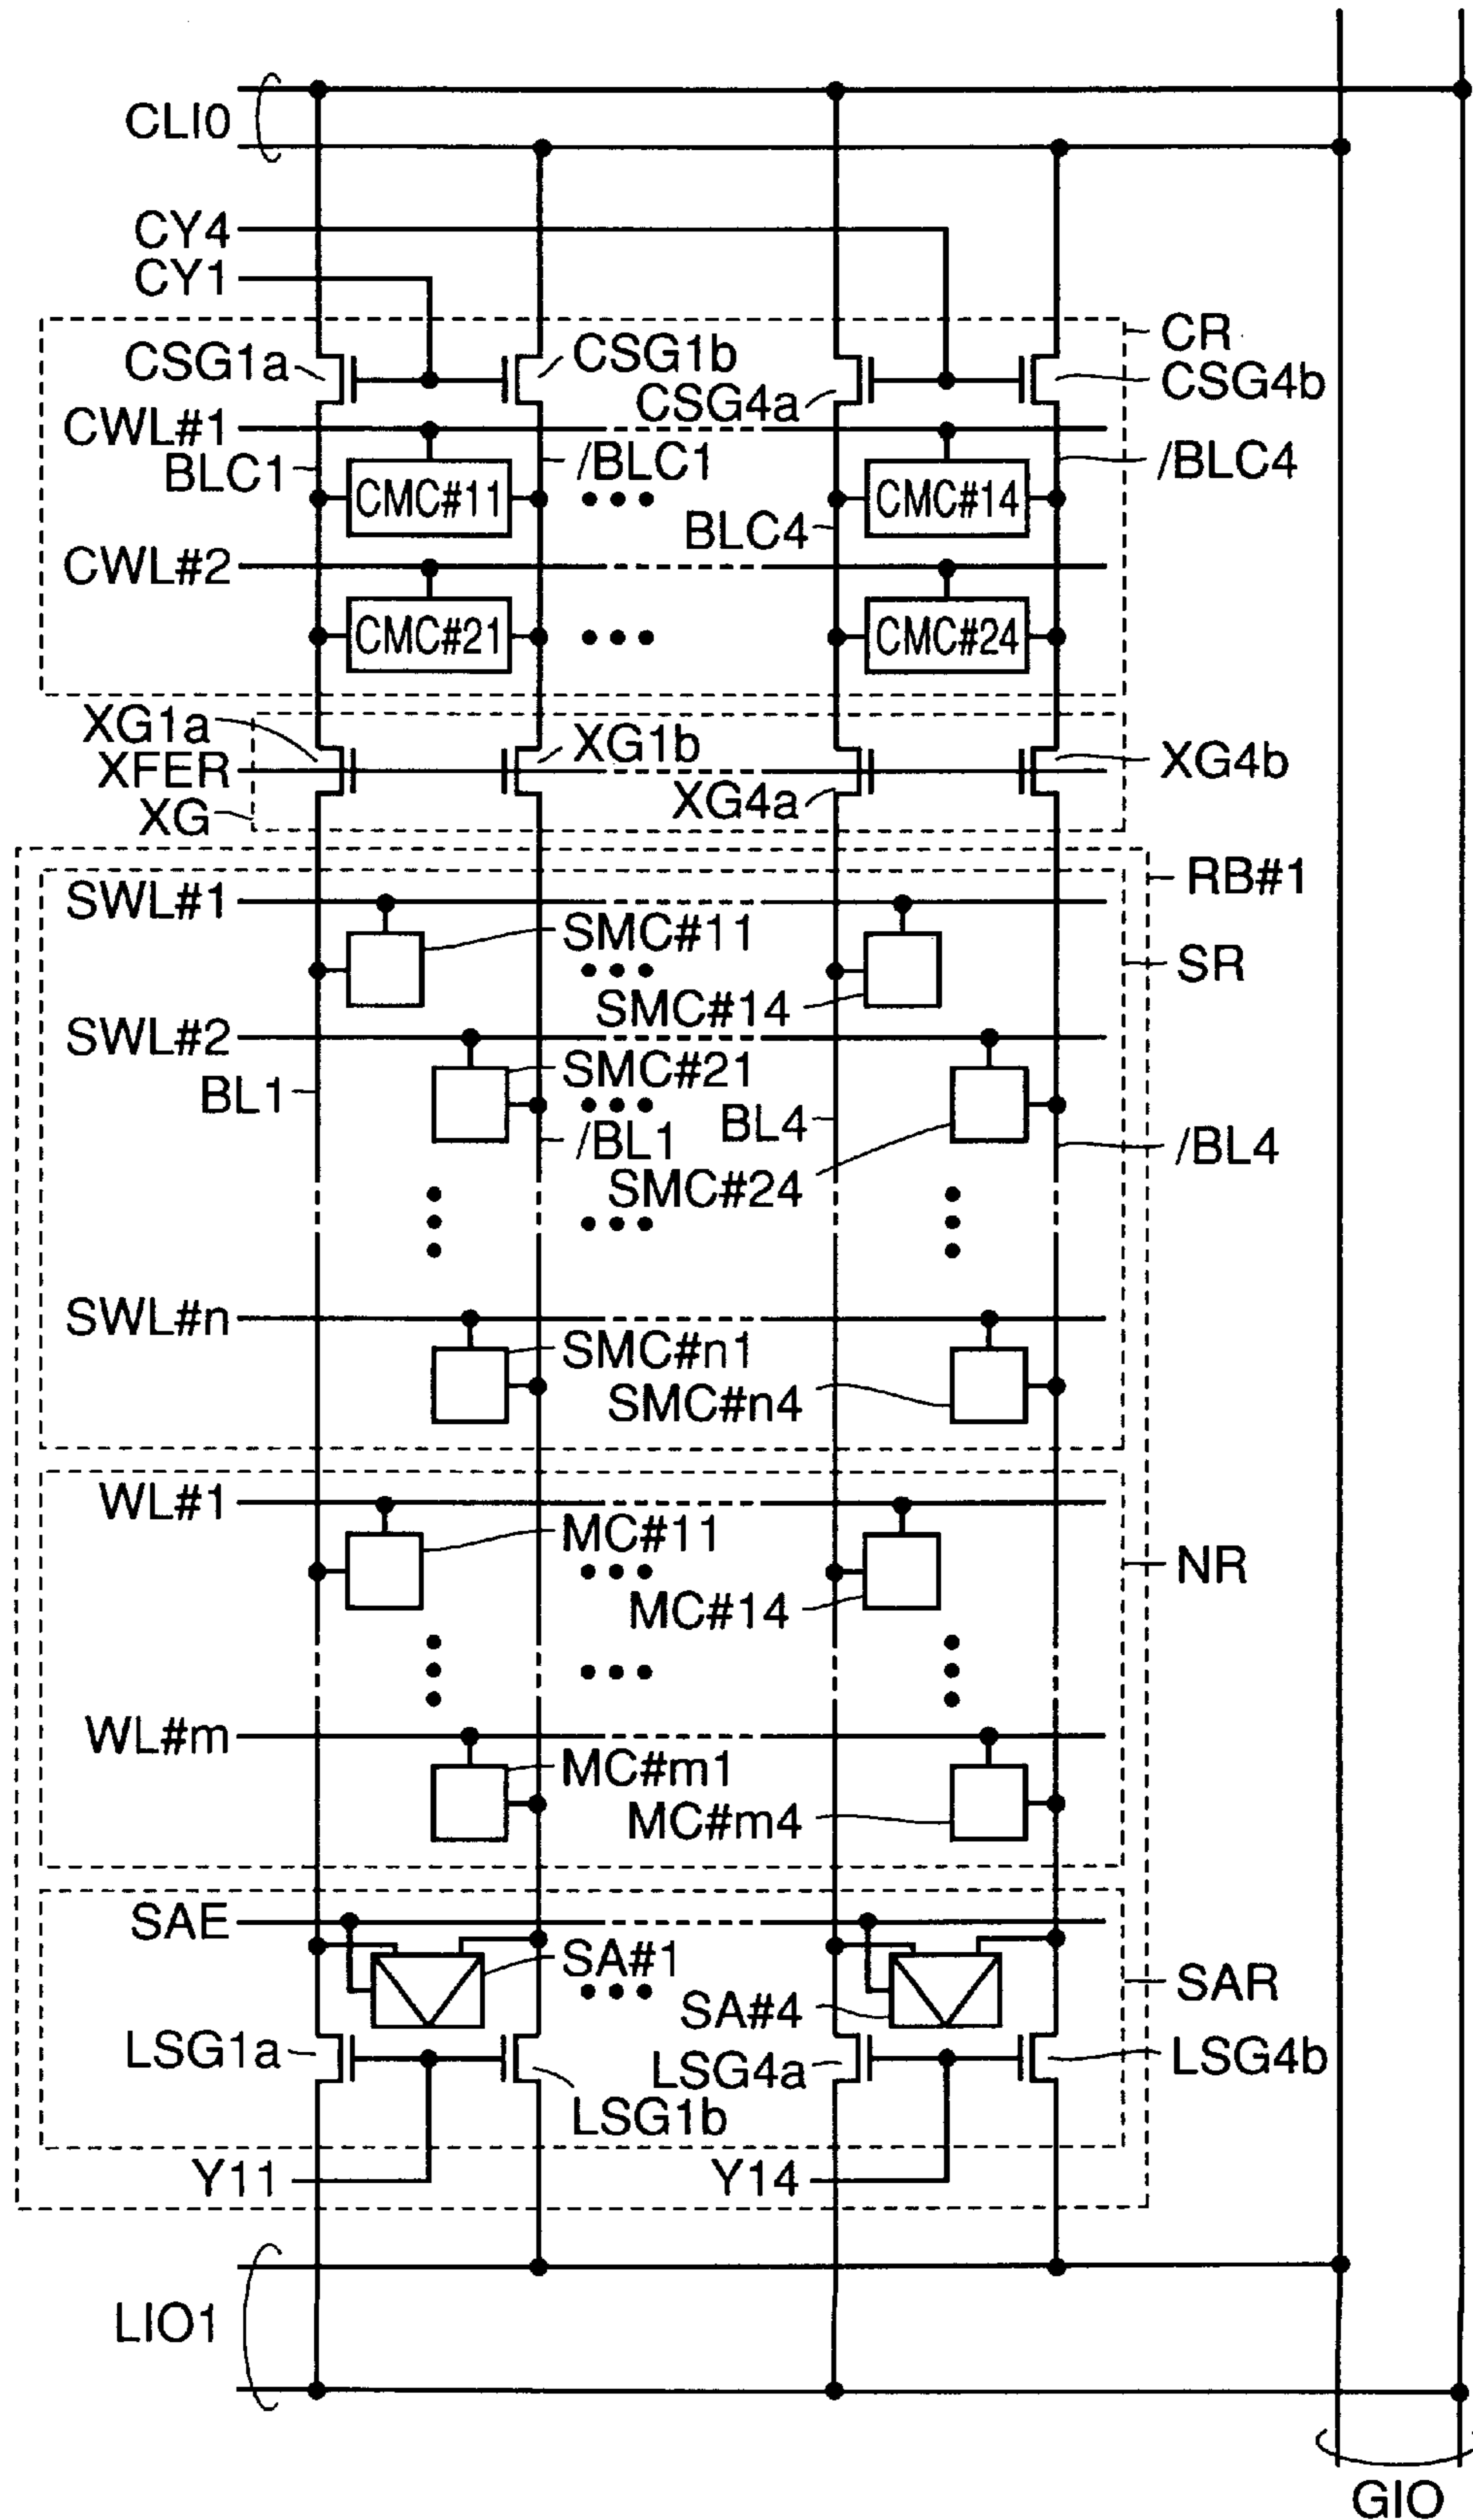 CLI0
CY4
CY1
CR
CSG1a
CSG1b
CSG4a
CSG4b
CWL#1
BLC1
/BLC1
/BLC4
CMC#11
CMC#14
BLC4
CWL#2
CMC#21
CMC#24
XG1a
XFER
XG
XG1b
XG4a
XG4b
RB#1
SWL#1
SMC#11
SR
SMC#14
SWL#2
SMC#21
BL1
BL4
/BL1
/BL4
SMC#24
SWL#n
SMC#n1
SMC#n4
WL#1
MC#11
NR
MC#14
WL#m
MC#m1
MC#m4
SAE
SA#1
SAR
SA#4
LSG1a
LSG4a
LSG4b
LSG1b
Y11
Y14
LIO1
GIO